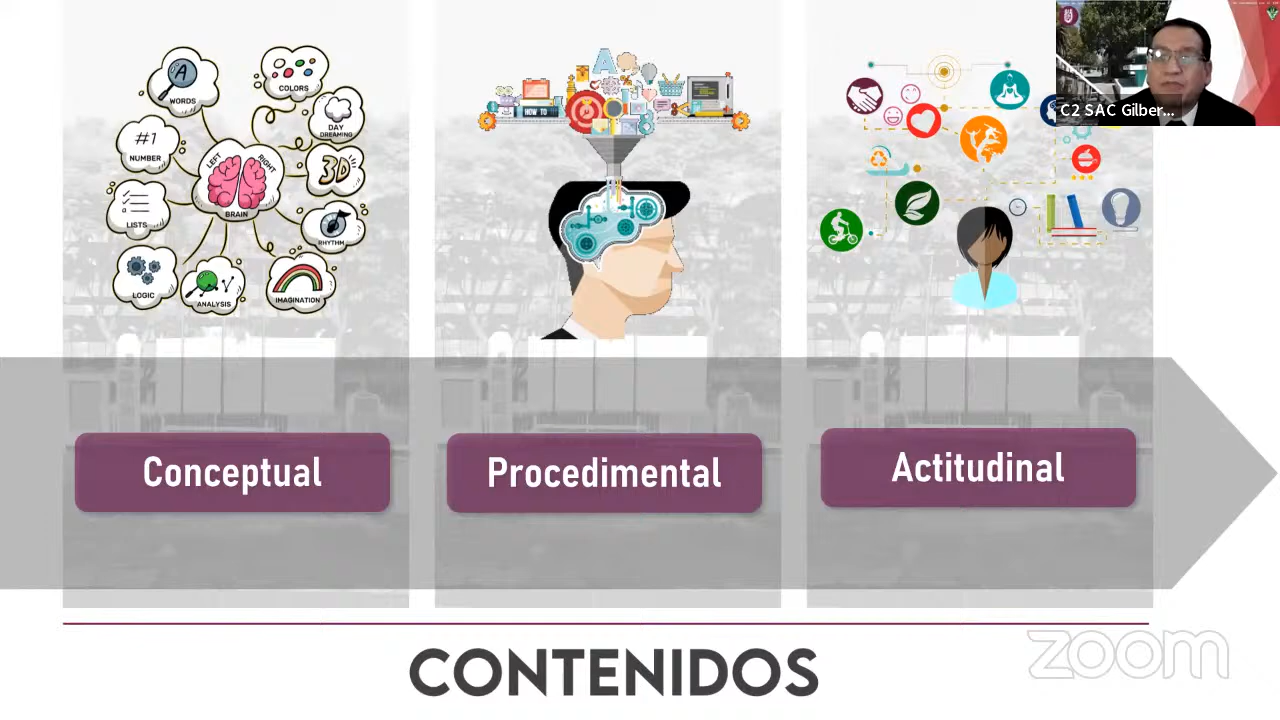 WORDS
COLORS
DAY
DREAMING
#1
NUMBER
3D
LEFT
RIGHT
BRAIN
LISTS
RHYTHM
LOGIC
ANALYSIS
IMAGINATION
A
HOW TO
C2 SAC Gilber...
Conceptual
Procedimental
Actitudinal
CONTENIDOS
zoom